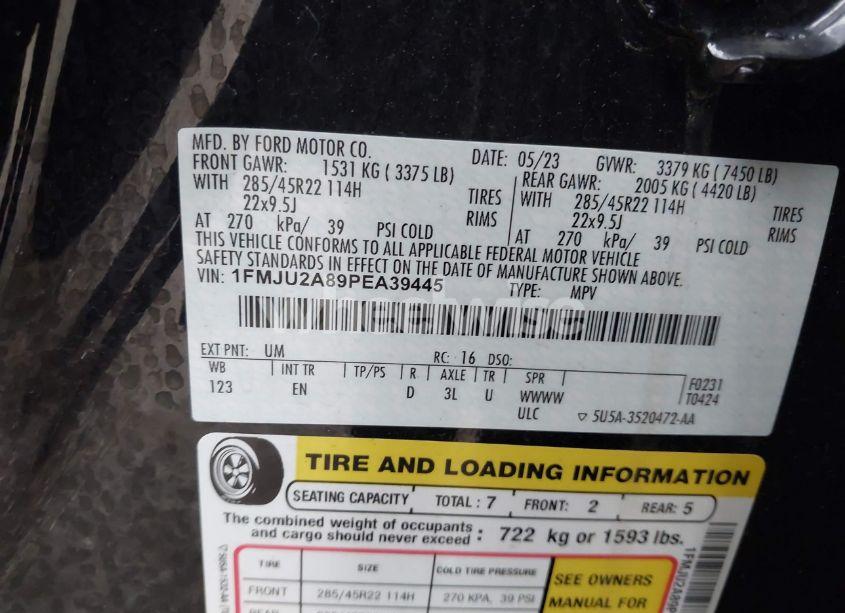 MFD. BY FORD MOTOR CO. DATE: 05/23 GVWR: 3379 KG ( 7450 LB)
FRONT GAWR: 1531 KG ( 3375 LB) REAR GAWR: 2005 KG ( 4420 LB)
WITH 285/45R22 114H TIRES WITH 285/45R22 114H TIRES
22x9.5J RIMS 22x9.5J RIMS
AT 270 kPa/ 39 PSI COLD AT 270 kPa/ 39 PSI COLD
THIS VEHICLE CONFORMS TO ALL APPLICABLE FEDERAL MOTOR VEHICLE
SAFETY STANDARDS IN EFFECT ON THE DATE OF MANUFACTURE SHOWN ABOVE.
VIN: 1FMJU2A89PEA39445 TYPE: MPV
EXT PNT: UM RC: 16 DSO:
WB INT TR TP/PS R AXLE TR SPR F0231
123 EN D 3L U WWWW T0424
ULC ▽ 5U5A-3520472-AA
TIRE AND LOADING INFORMATION
SEATING CAPACITY TOTAL : 7 FRONT: 2 REAR: 5
The combined weight of occupants
and cargo should never exceed : 722 kg or 1593 lbs.
TIRE SIZE COLD TIRE PRESSURE SEE OWNERS
FRONT 285/45R22 114H 270 KPA, 39 PSI MANUAL FOR